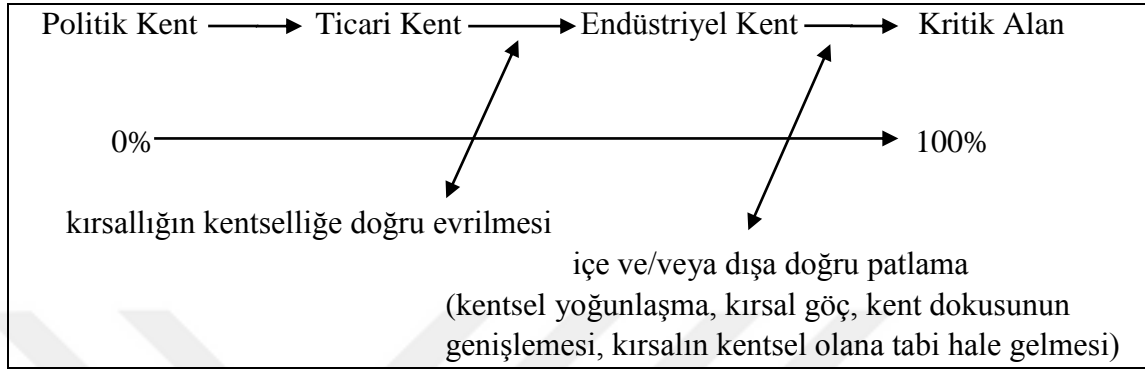 Politik Kent Ticari Kent Endüstriyel Kent Kritik Alan
0% 100%
kırsallığın kentselliğe doğru evrilmesi
içe ve/veya dışa doğru patlama
(kentsel yoğunlaşma, kırsal göç, kent dokusunun
genişlemesi, kırsalın kentsel olana tabi hale gelmesi)